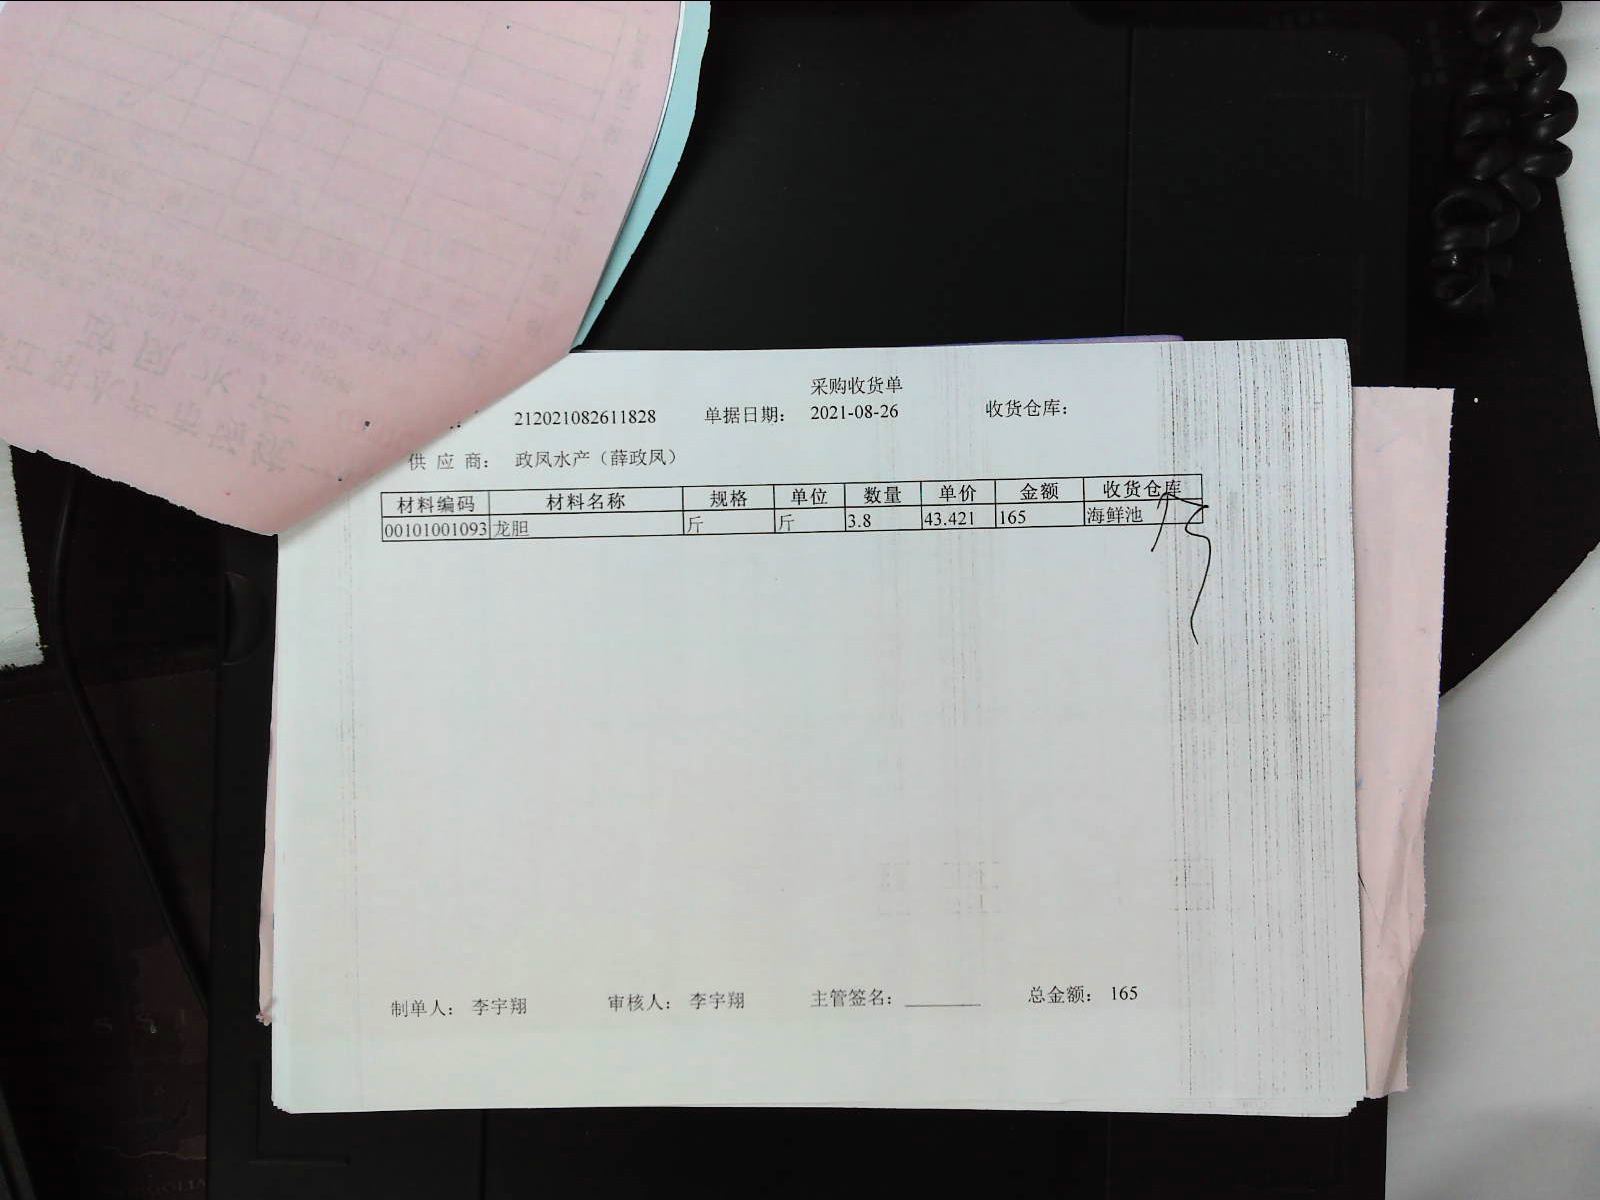 采购收货单
212021082611828 单据日期： 2021-08-26 收货仓库：
供 应 商： 政凤水产（薛政凤）
材料编码 材料名称 规格 单位 数量 单价 金额 收货仓库
00101001093 龙胆 斤 斤 3.8 43.421 165 海鲜池
制单人： 李宇翔 审核人： 李宇翔 主管签名： 总金额： 165